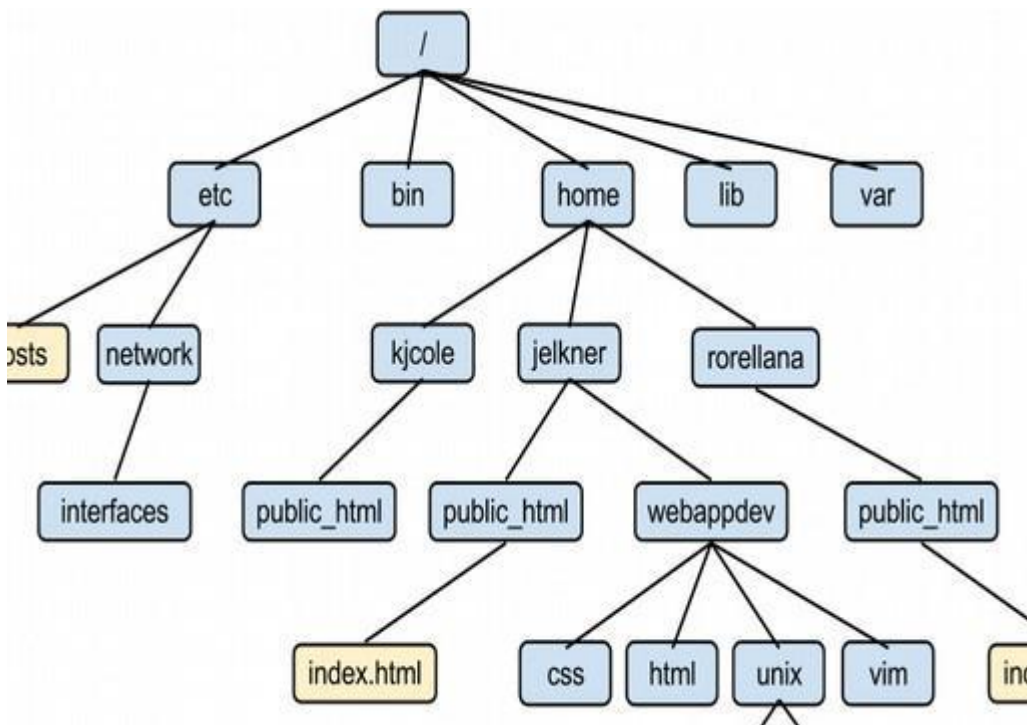 /
etc bin home lib var
network kjcole jelkner rorellana
interfaces public_html public_html webappdev public_html
index.html css html unix vim